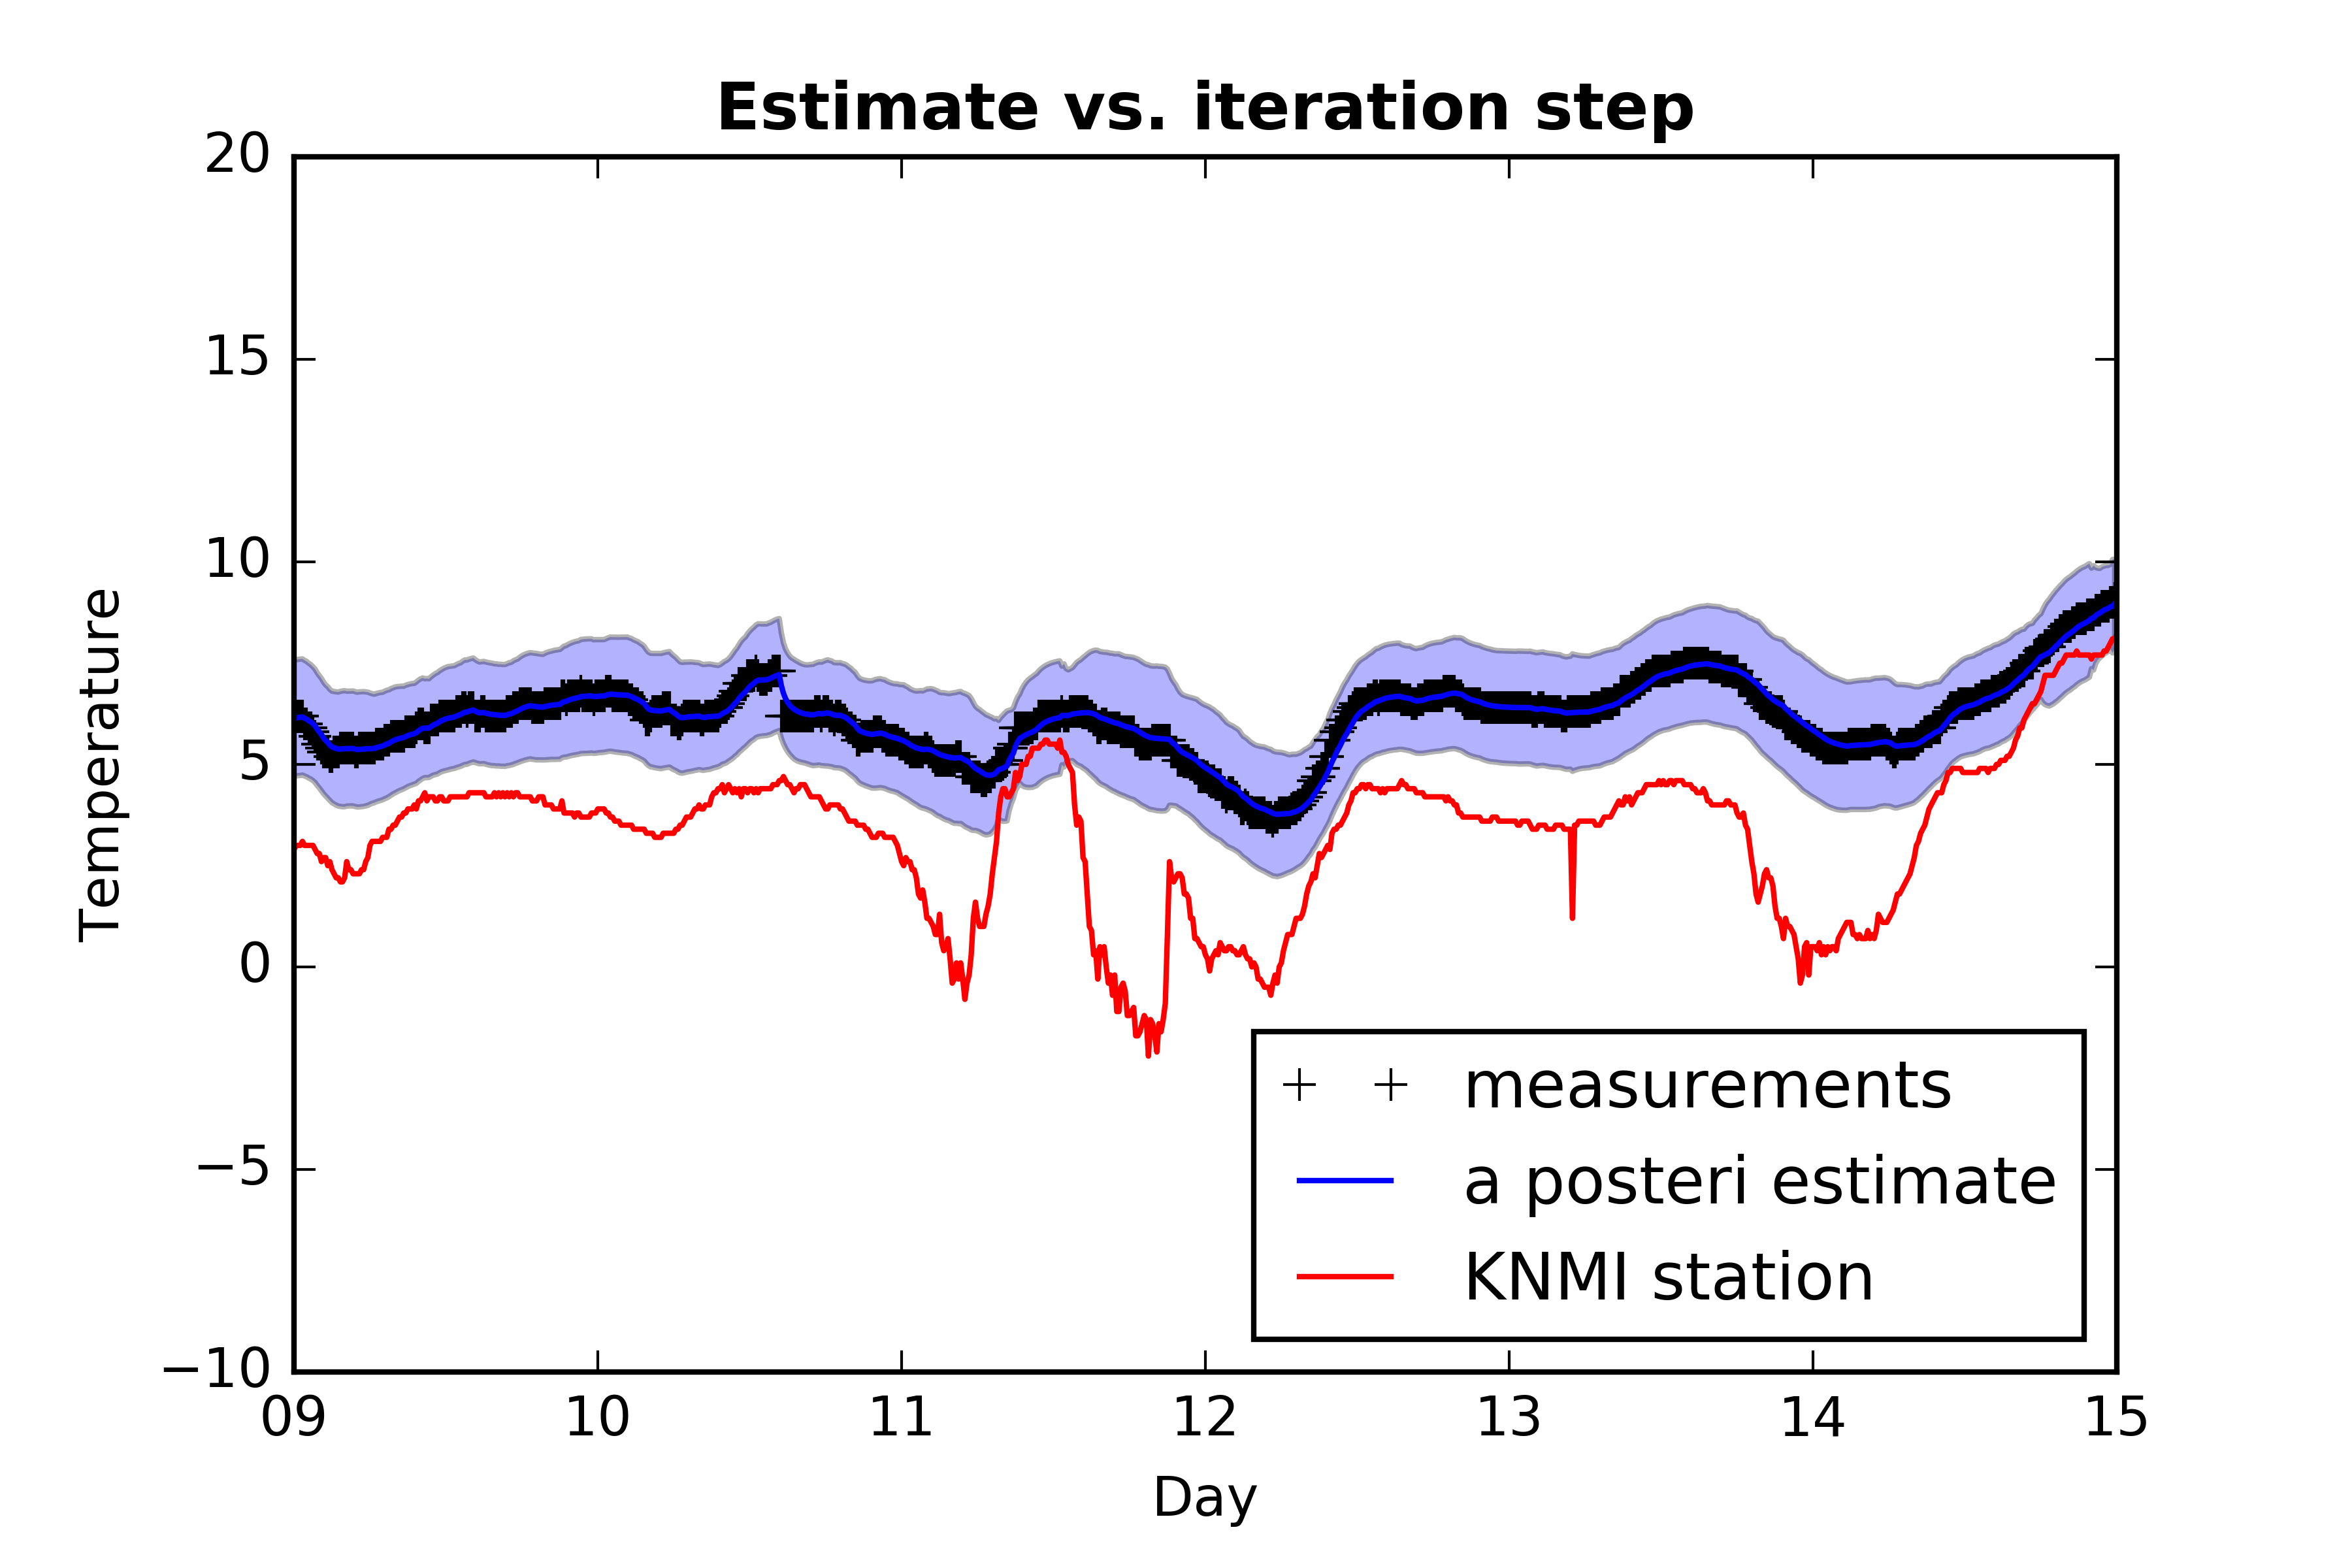 Estimate vs. iteration step
20
15
10
5
0
−5
−10
Temperature
09 10 11 12 13 14 15
Day
measurements
a posteri estimate
KNMI station